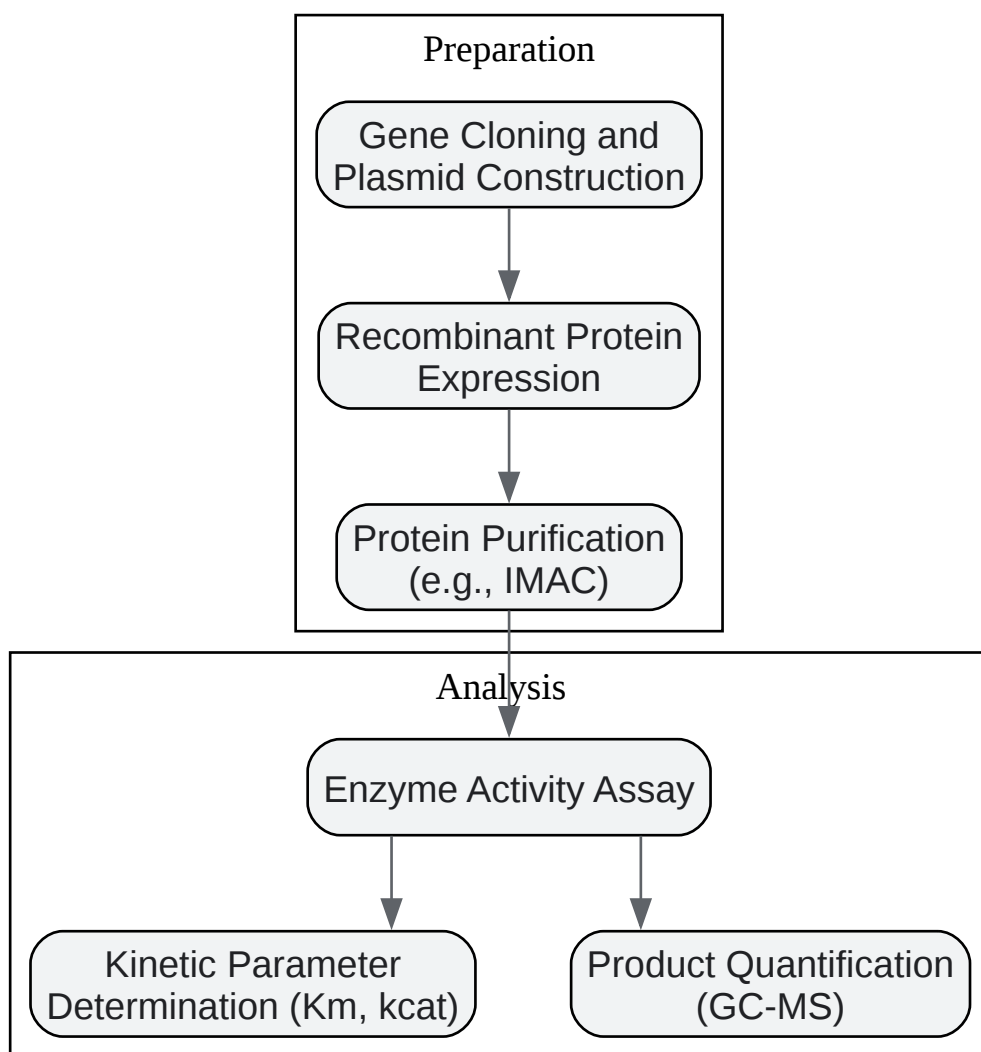 Preparation
Gene Cloning and
Plasmid Construction
Recombinant Protein
Expression
Protein Purification
(e.g., IMAC)
Analysis
Enzyme Activity Assay
Kinetic Parameter
Determination (Km, kcat)
Product Quantification
(GC-MS)